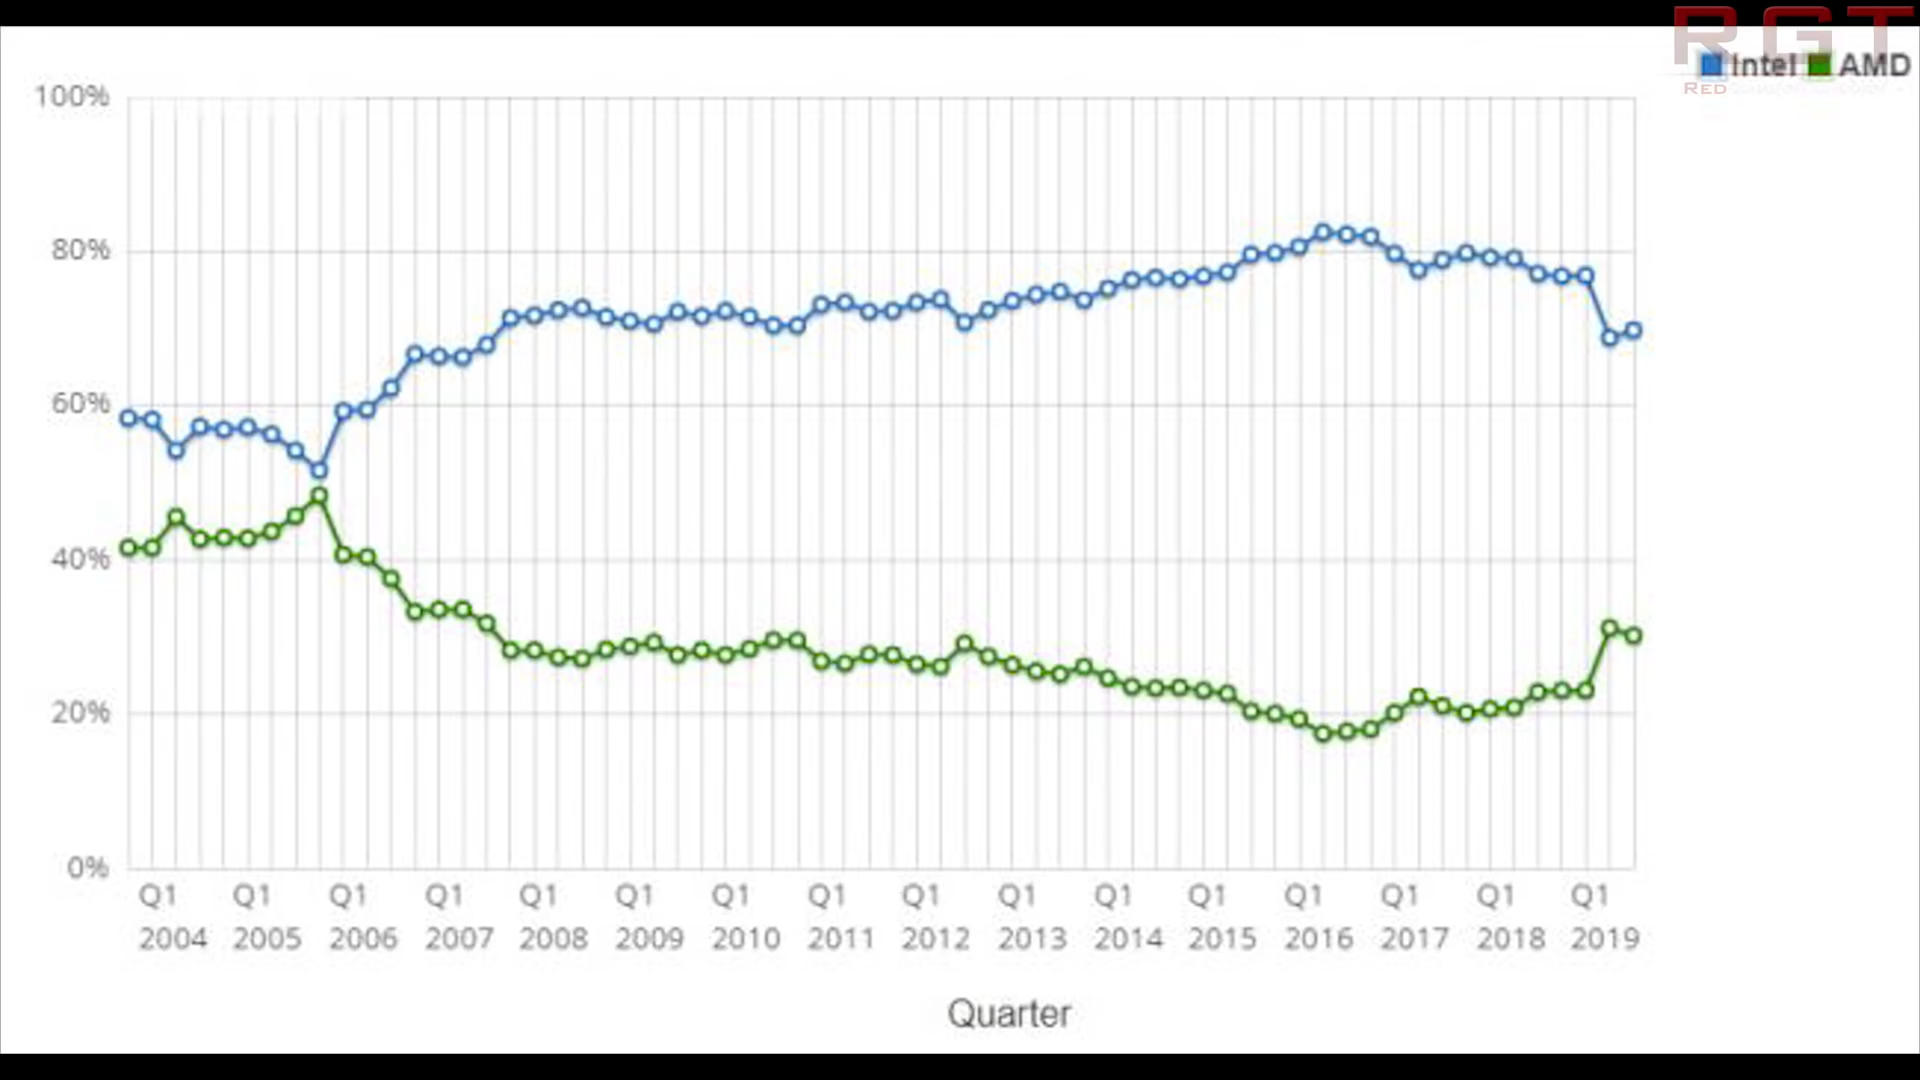 RGT
Intel AMD
RED
100%
80%
60%
40%
20%
0%
Q1 Q1 Q1 Q1 Q1 Q1 Q1 Q1 Q1 Q1 Q1 Q1 Q1 Q1 Q1 Q1
2004 2005 2006 2007 2008 2009 2010 2011 2012 2013 2014 2015 2016 2017 2018 2019
Quarter